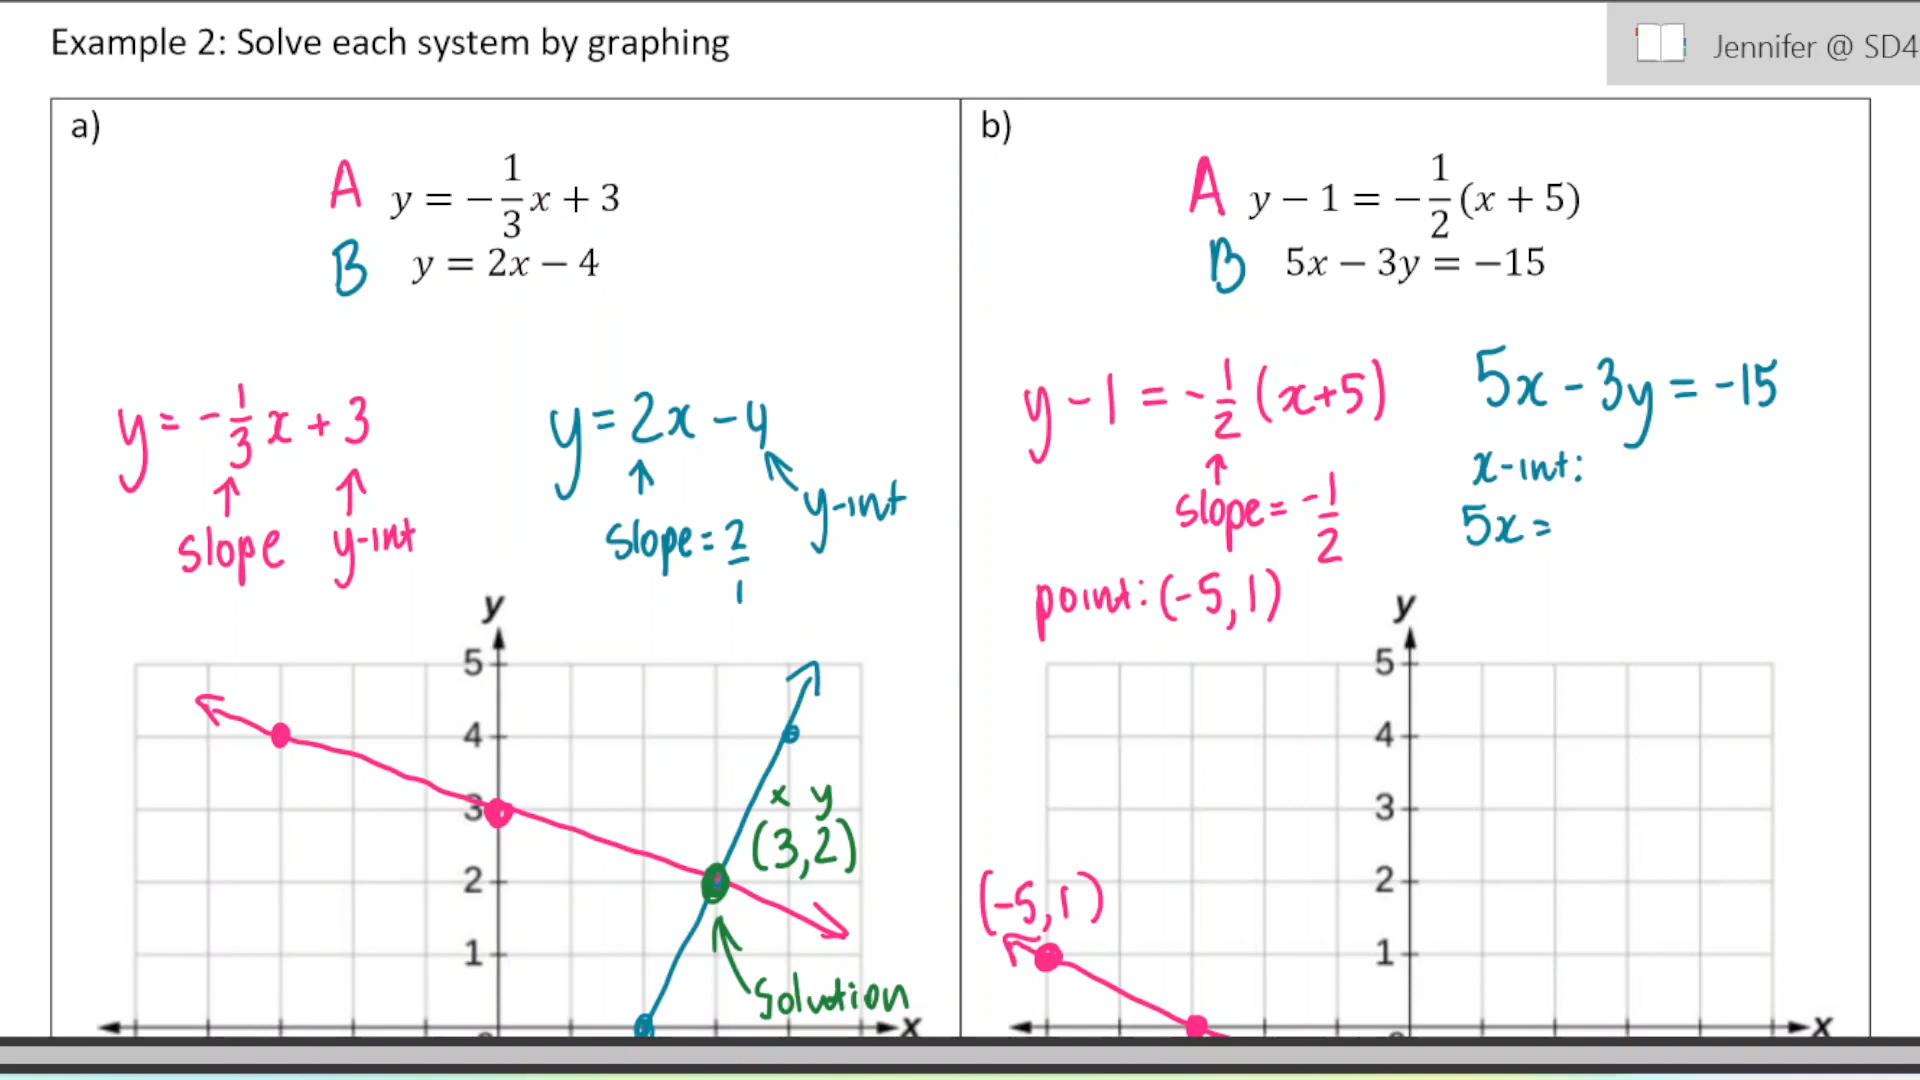 Example 2: Solve each system by graphing
Jennifer @ SD4
a)
A y = -1/3 x + 3
B y = 2x - 4
y = -1/3 x + 3
slope
y-int
y = 2x - 4
slope = 2/1
y-int
y
5
4
3
2
1
x y
(3,2)
Solution
x
b)
A y - 1 = -1/2 (x + 5)
B 5x - 3y = -15
y - 1 = -1/2 (x+5)
slope = -1/2
point: (-5,1)
5x - 3y = -15
x-int:
5x =
y
5
4
3
2
1
(-5,1)
x